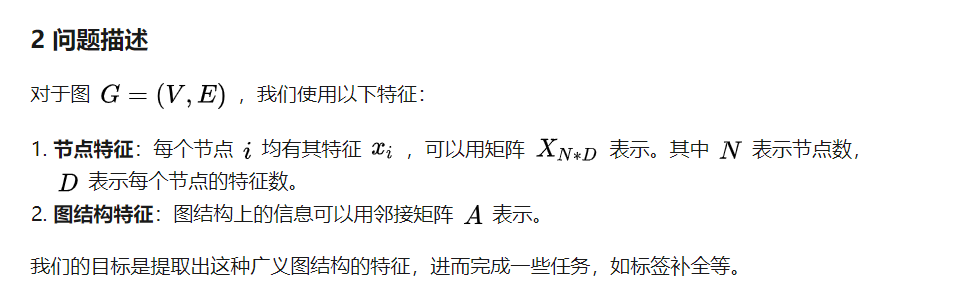 2 问题描述
对于图 G = (V, E) ，我们使用以下特征：
1. 节点特征：每个节点 i 均有其特征 x_i ，可以用矩阵 X_{N*D} 表示。其中 N 表示节点数，
D 表示每个节点的特征数。
2. 图结构特征：图结构上的信息可以用邻接矩阵 A 表示。
我们的目标是提取出这种广义图结构的特征，进而完成一些任务，如标签补全等。